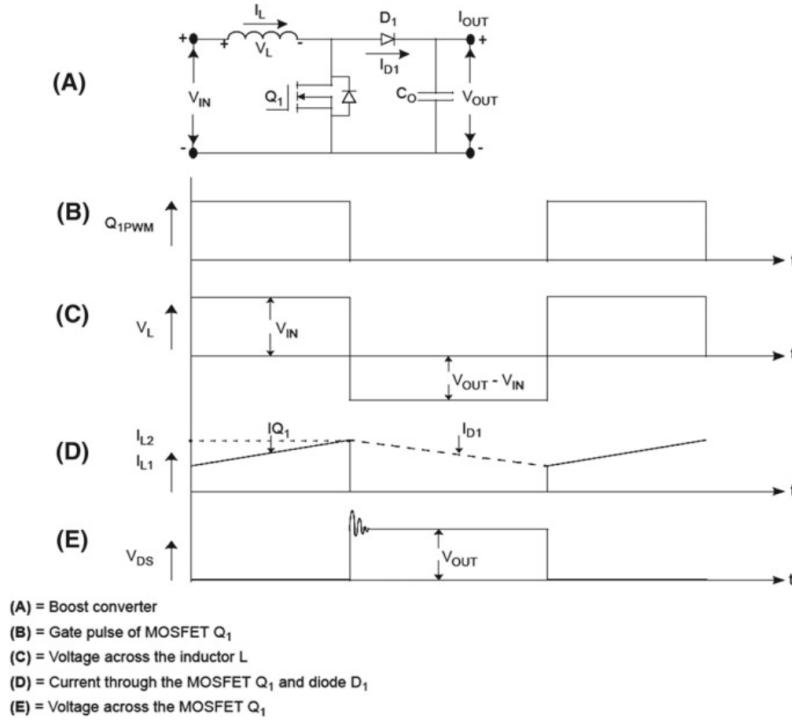 I_L D_1 I_OUT
+ + V_L - +
I_D1
(A) V_IN Q_1 C_O V_OUT
- -
(B) Q_1PWM t
(C) V_L V_IN t
V_OUT - V_IN
I_L2 IQ_1 I_D1
(D) I_L1 t
(E) V_DS V_OUT t
(A) = Boost converter
(B) = Gate pulse of MOSFET Q_1
(C) = Voltage across the inductor L
(D) = Current through the MOSFET Q_1 and diode D_1
(E) = Voltage across the MOSFET Q_1